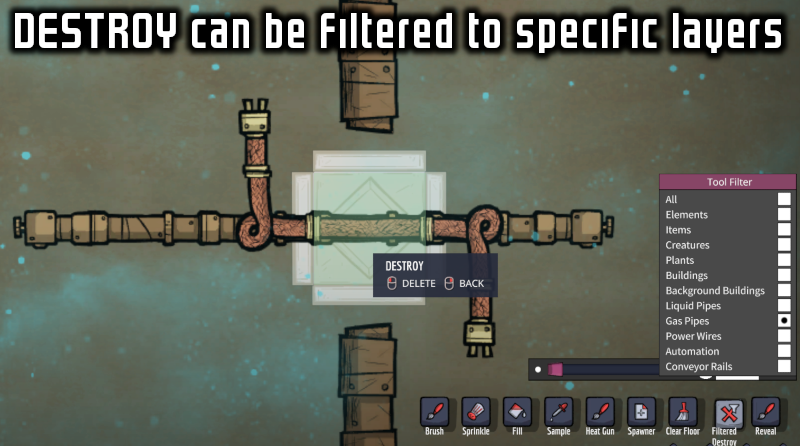 DESTROY can be filtered to specific layers
Tool Filter
All
Elements
Items
Creatures
Plants
Buildings
Background Buildings
Liquid Pipes
Gas Pipes
Power Wires
Automation
Conveyor Rails
DESTROY
DELETE BACK
Brush Sprinkle Fill Sample Heat Gun Spawner Clear Floor Filtered Destroy Reveal